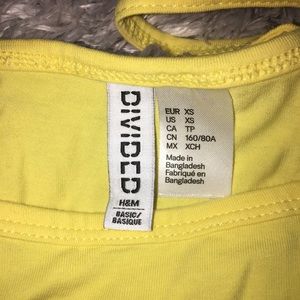 DIVIDED
H&M
BASIC/
BASIQUE
EUR XS
US XS
CA TP
CN 160/80A
MX XCH
Made in
Bangladesh
Fabriqué en
Bangladesh